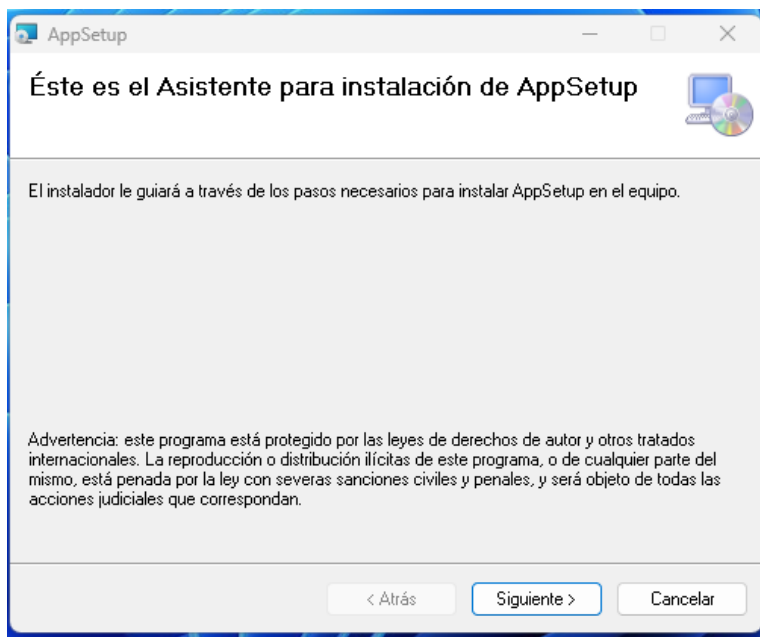 AppSetup
Éste es el Asistente para instalación de AppSetup
El instalador le guiará a través de los pasos necesarios para instalar AppSetup en el equipo.
Advertencia: este programa está protegido por las leyes de derechos de autor y otros tratados
internacionales. La reproducción o distribución ilícitas de este programa, o de cualquier parte del
mismo, está penada por la ley con severas sanciones civiles y penales, y será objeto de todas las
acciones judiciales que correspondan.
< Atrás
Siguiente >
Cancelar